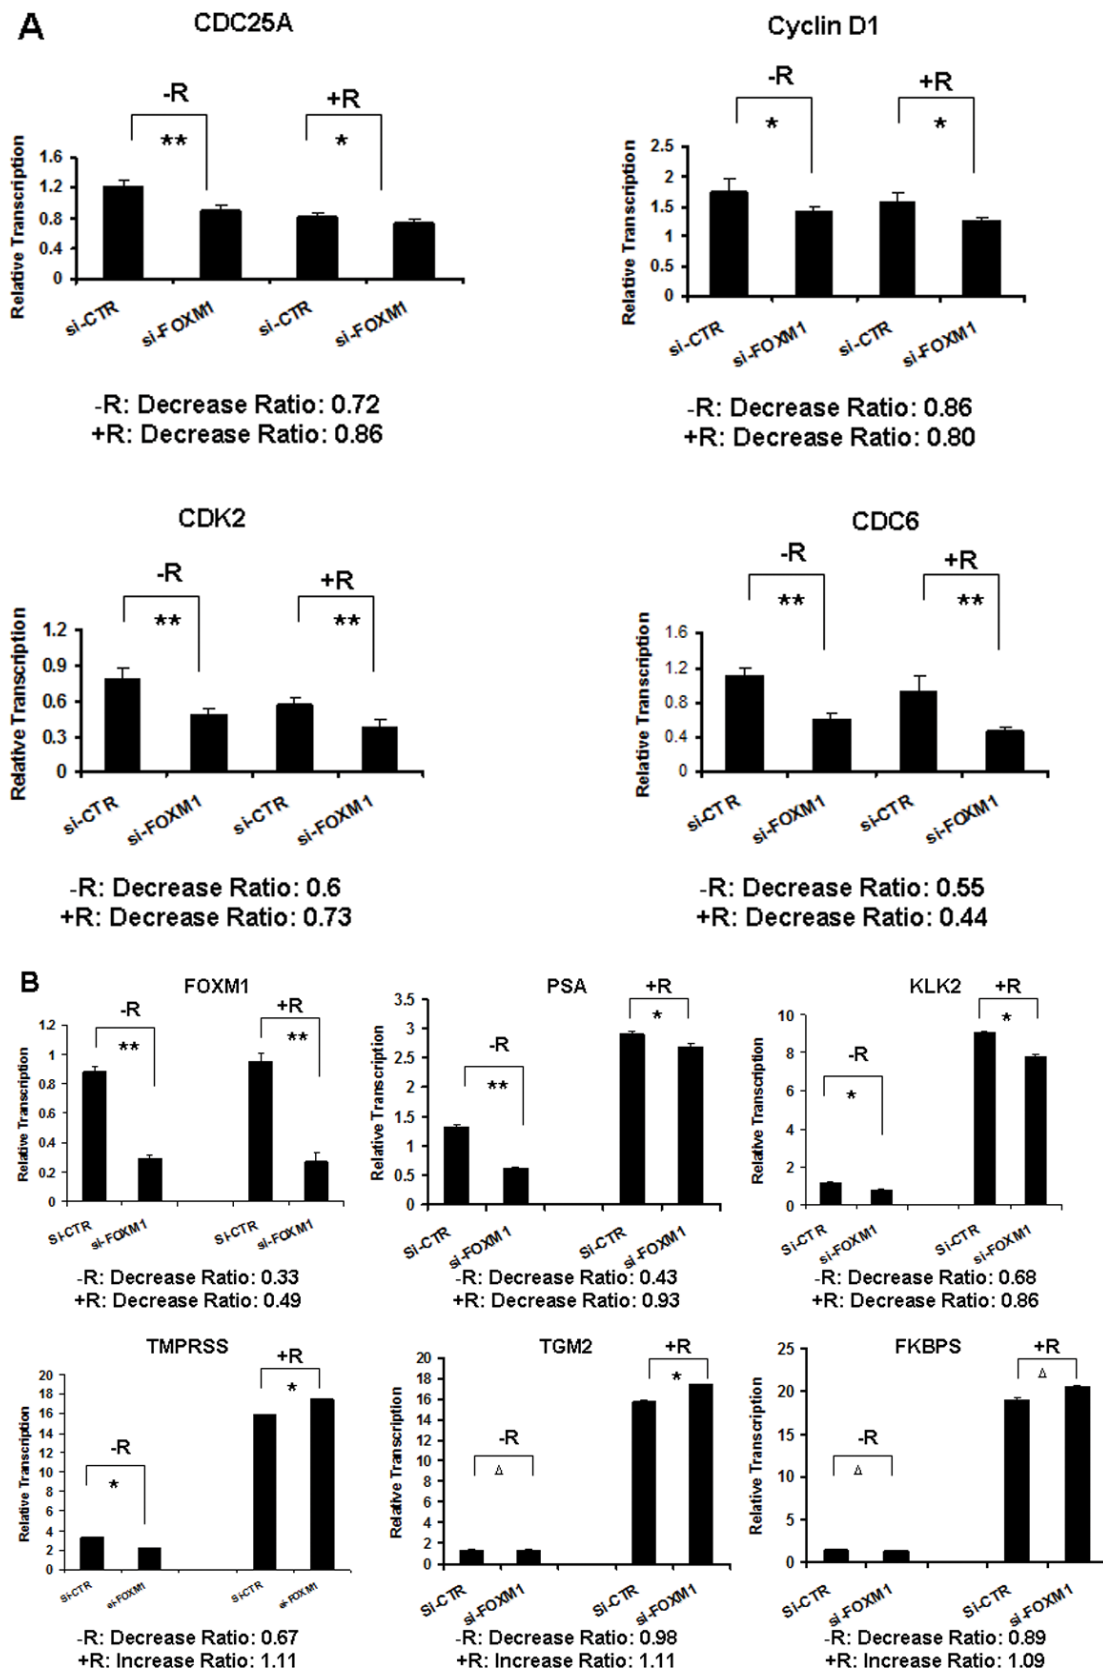 A
CDC25A
-R
+R
**
*
Relative Transcription
1.6
1.2
0.8
0.4
0
si-CTR
si-FOXM1
si-CTR
si-FOXM1
-R: Decrease Ratio: 0.72
+R: Decrease Ratio: 0.86
Cyclin D1
-R
+R
*
*
Relative Transcription
2.5
2
1.5
1
0.5
0
si-CTR
si-FOXM1
si-CTR
si-FOXM1
-R: Decrease Ratio: 0.86
+R: Decrease Ratio: 0.80
CDK2
-R
+R
**
**
Relative Transcription
1.2
0.9
0.6
0.3
0
si-CTR
si-FOXM1
si-CTR
si-FOXM1
-R: Decrease Ratio: 0.6
+R: Decrease Ratio: 0.73
CDC6
-R
+R
**
**
Relative Transcription
1.6
1.2
0.8
0.4
0
si-CTR
si-FOXM1
si-CTR
si-FOXM1
-R: Decrease Ratio: 0.55
+R: Decrease Ratio: 0.44
B
FOXM1
-R
+R
**
**
Relative Transcription
1.2
1
0.8
0.6
0.4
0.2
0
Si-CTR
si-FOXM1
Si-CTR
si-FOXM1
-R: Decrease Ratio: 0.33
+R: Decrease Ratio: 0.49
PSA
-R
+R
**
*
Relative Transcription
3.5
3
2.5
2
1.5
1
0.5
0
Si-CTR
si-FOXM1
Si-CTR
si-FOXM1
-R: Decrease Ratio: 0.43
+R: Decrease Ratio: 0.93
KLK2
-R
+R
*
*
Relative Transcription
10
8
6
4
2
0
Si-CTR
si-FOXM1
Si-CTR
si-FOXM1
-R: Decrease Ratio: 0.68
+R: Decrease Ratio: 0.86
TMPRSS
-R
+R
*
*
Relative Transcription
20
18
16
14
12
10
8
6
4
2
0
Si-CTR
si-FOXM1
Si-CTR
si-FOXM1
-R: Decrease Ratio: 0.67
+R: Increase Ratio: 1.11
TGM2
-R
+R
Δ
*
Relative Transcription
20
18
16
14
12
10
8
6
4
2
0
Si-CTR
si-FOXM1
Si-CTR
si-FOXM1
-R: Decrease Ratio: 0.98
+R: Increase Ratio: 1.11
FKBPS
-R
+R
Δ
Δ
Relative Transcription
25
20
15
10
5
0
Si-CTR
si-FOXM1
Si-CTR
si-FOXM1
-R: Decrease Ratio: 0.89
+R: Increase Ratio: 1.09